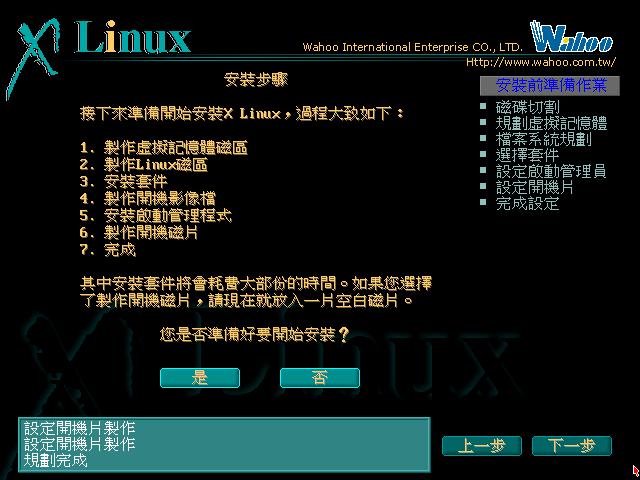 X Linux
Wahoo International Enterprise CO., LTD.
Wahoo
Http://www.wahoo.com.tw/
安裝步驟
安裝前準備作業
接下來準備開始安裝X Linux，過程大致如下：
磁碟切割
規劃虛擬記憶體
檔案系統規劃
選擇套件
設定啟動管理員
設定開機片
完成設定
1. 製作虛擬記憶體磁區
2. 製作Linux磁區
3. 安裝套件
4. 製作開機影像檔
5. 安裝啟動管理程式
6. 製作開機磁片
7. 完成
其中安裝套件將會耗費大部份的時間。如果您選擇
了製作開機磁片，請現在就放入一片空白磁片。
您是否準備好要開始安裝？
是
否
X Linux
設定開機片製作
設定開機片製作
規劃完成
上一步
下一步